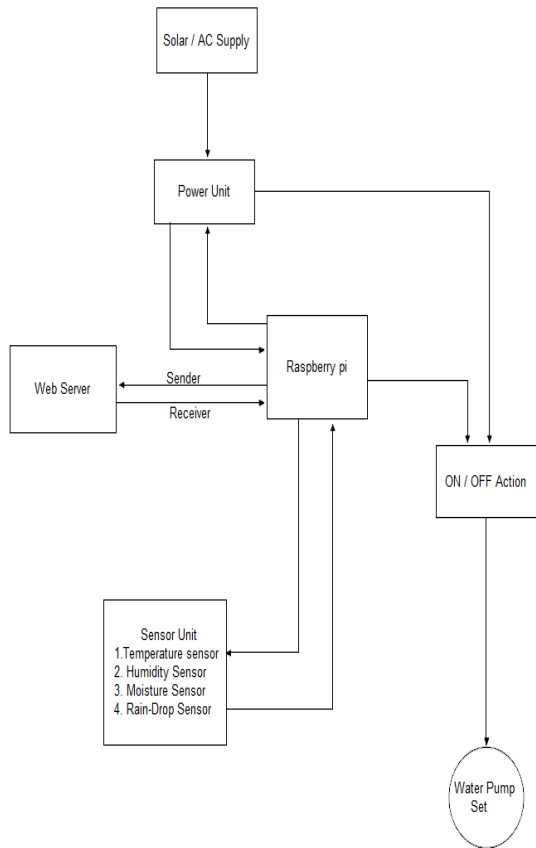 Solar / AC Supply
Power Unit
Raspberry pi
Web Server
Sender
Receiver
ON / OFF Action
Sensor Unit
1.Temperature sensor
2. Humidity Sensor
3. Moisture Sensor
4. Rain-Drop Sensor
Water Pump
Set